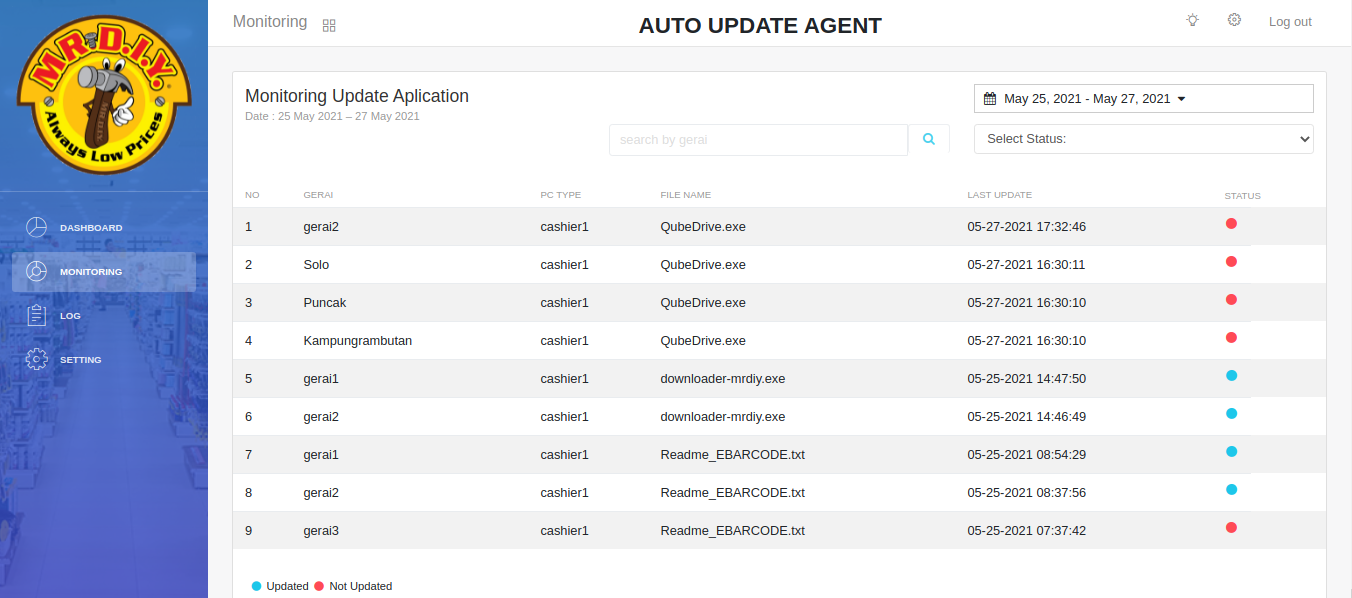 MR.D.I.Y.
Always Low Prices
Monitoring
AUTO UPDATE AGENT
Log out
DASHBOARD
MONITORING
LOG
SETTING
Monitoring Update Aplication
Date : 25 May 2021 – 27 May 2021
May 25, 2021 - May 27, 2021
search by gerai
Select Status:
NO GERAI PC TYPE FILE NAME LAST UPDATE STATUS
1 gerai2 cashier1 QubeDrive.exe 05-27-2021 17:32:46
2 Solo cashier1 QubeDrive.exe 05-27-2021 16:30:11
3 Puncak cashier1 QubeDrive.exe 05-27-2021 16:30:10
4 Kampungrambutan cashier1 QubeDrive.exe 05-27-2021 16:30:10
5 gerai1 cashier1 downloader-mrdiy.exe 05-25-2021 14:47:50
6 gerai2 cashier1 downloader-mrdiy.exe 05-25-2021 14:46:49
7 gerai1 cashier1 Readme_EBARCODE.txt 05-25-2021 08:54:29
8 gerai2 cashier1 Readme_EBARCODE.txt 05-25-2021 08:37:56
9 gerai3 cashier1 Readme_EBARCODE.txt 05-25-2021 07:37:42
Updated Not Updated